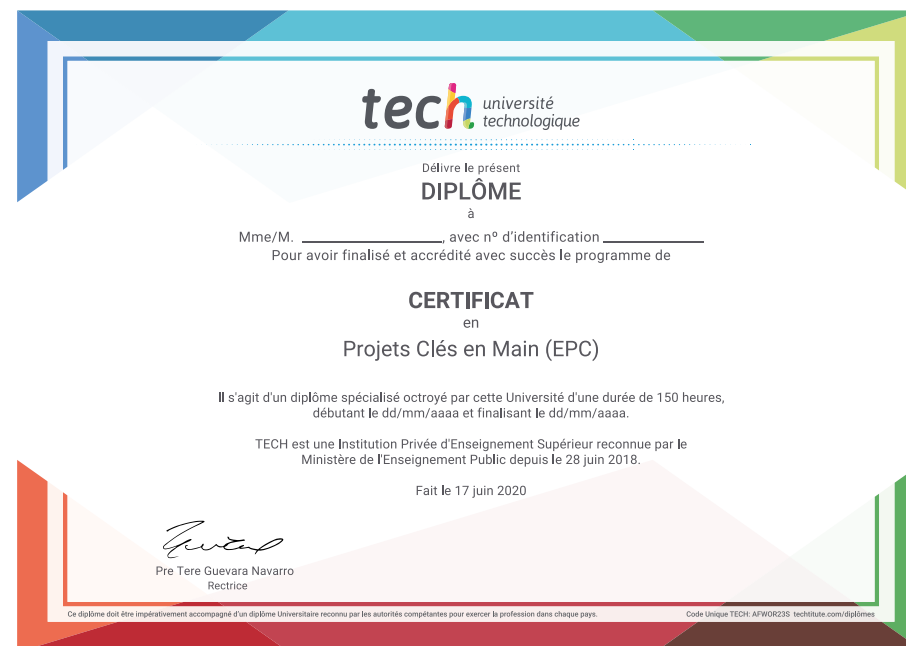 tech université
technologique
Délivre le présent
DIPLÔME
à
Mme/M. ____________________, avec nº d'identification ______________
Pour avoir finalisé et accrédité avec succès le programme de
CERTIFICAT
en
Projets Clés en Main (EPC)
Il s'agit d'un diplôme spécialisé octroyé par cette Université d'une durée de 150 heures,
débutant le dd/mm/aaaa et finalisant le dd/mm/aaaa.
TECH est une Institution Privée d'Enseignement Supérieur reconnue par le
Ministère de l'Enseignement Public depuis le 28 juin 2018.
Fait le 17 juin 2020
Pre Tere Guevara Navarro
Rectrice
Ce diplôme doit être impérativement accompagné d'un diplôme Universitaire reconnu par les autorités compétantes pour exercer la profession dans chaque pays.
Code Unique TECH: AFWOR23S techtitute.com/diplômes